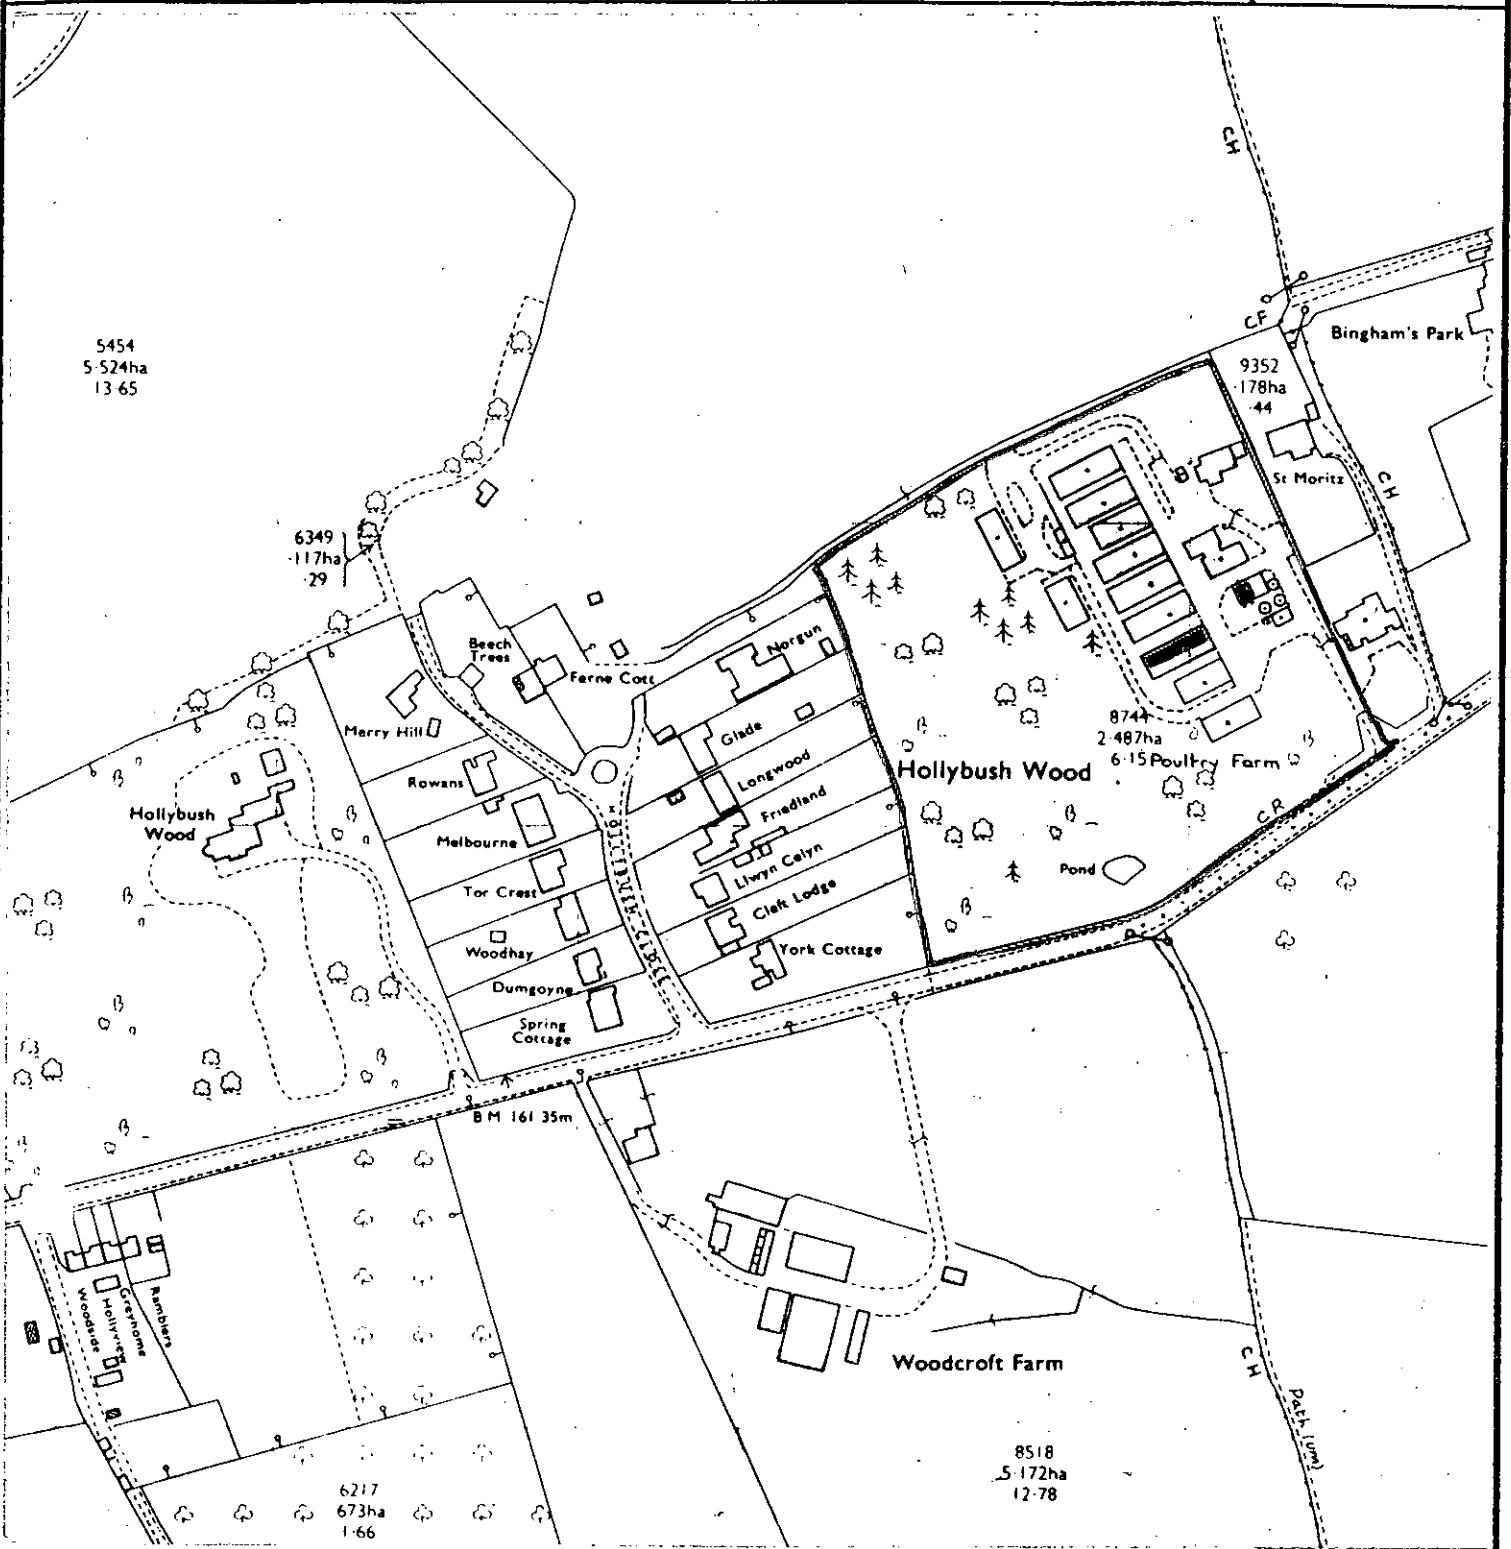 CH
5454
5·524ha
13·65
CF
Bingham's Park
9352
·178ha
·44
St Moritz
CH
6349
·117ha
·29
Beech
Trees
Ferne Cott
Norgun
Merry Hill
Glade
Rowans
Longwood
8744
2·487ha
6·15 Poultry Farm
Hollybush Wood
Hollybush
Wood
Friedland
Melbourne
CR
Llwyn Celyn
Tor Crest
Pond
Cleft Lodge
Woodhay
York Cottage
Dumgoyne
Spring
Cottage
BM 161·35m
Woodside
Hollyview
Greyhome
Ramblers
Woodcroft Farm
CH
Path (um)
8518
5·172ha
12·78
6217
673ha
1·66